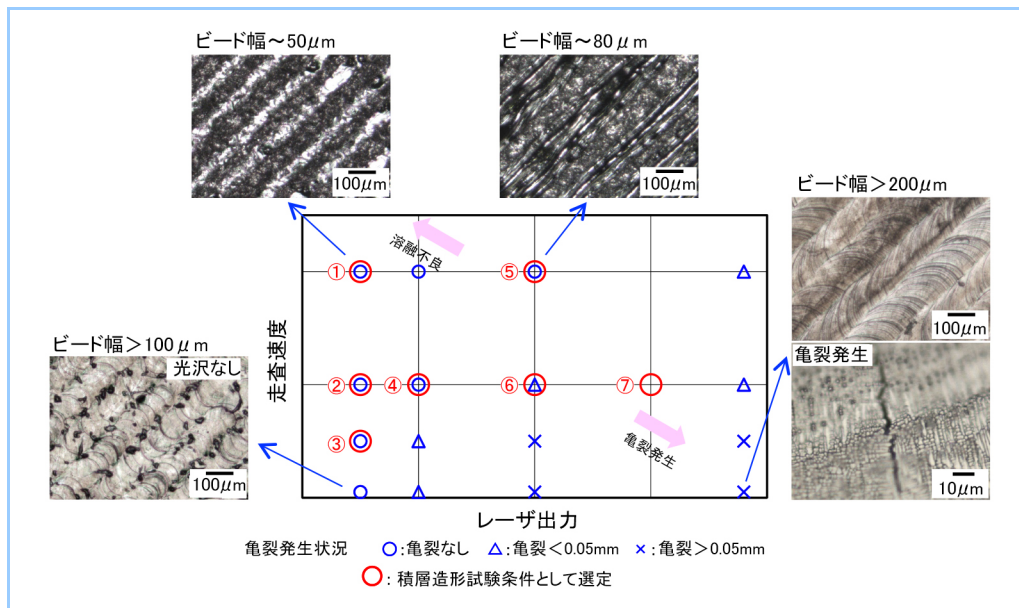 ビード幅～50μm
ビード幅～80μm
100μm
100μm
ビード幅＞200μm
100μm
亀裂発生
10μm
ビード幅＞100μm
光沢なし
100μm
溶融不良
①
⑤
②
④
⑥
⑦
③
亀裂発生
走査速度
レーザ出力
亀裂発生状況 ○:亀裂なし △:亀裂＜0.05mm ×:亀裂＞0.05mm
○: 積層造形試験条件として選定